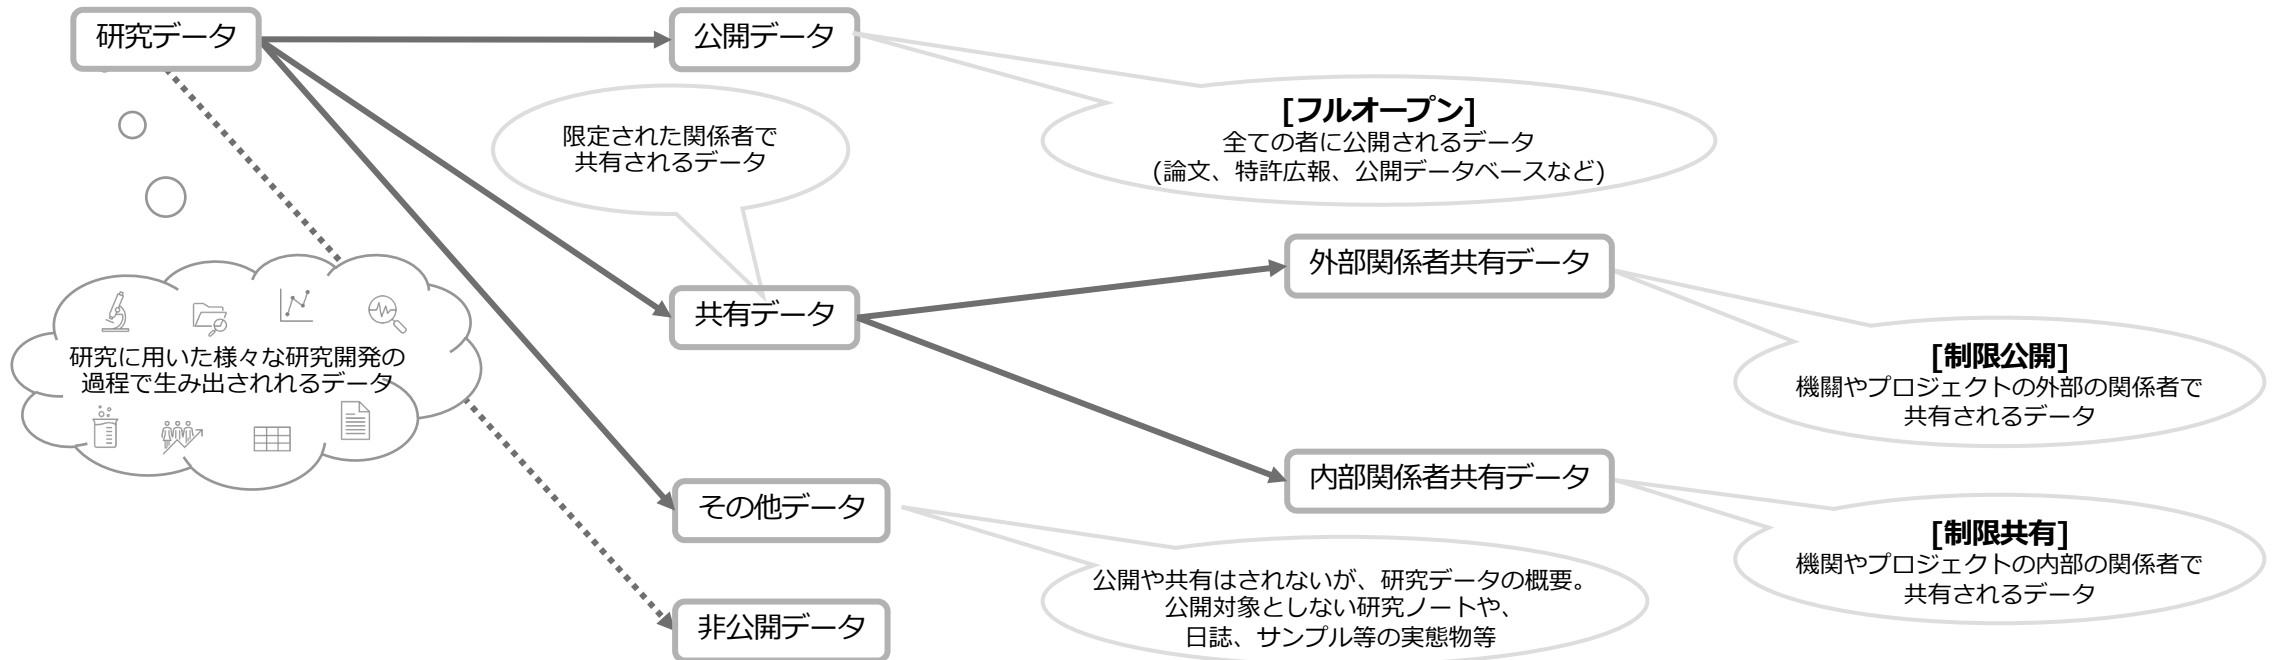 研究データ
公開データ
[フルオープン]
全ての者に公開されるデータ
(論文、特許広報、公開データベースなど)
限定された関係者で
共有されるデータ
外部関係者共有データ
共有データ
研究に用いた様々な研究開発の
過程で生み出されれるデータ
[制限公開]
機關やプロジェクトの外部の関係者で
共有されるデータ
内部関係者共有データ
その他データ
[制限共有]
機関やプロジェクトの内部の関係者で
共有されるデータ
公開や共有はされないが、研究データの概要。
公開対象としない研究ノートや、
日誌、サンプル等の実態物等
非公開データ